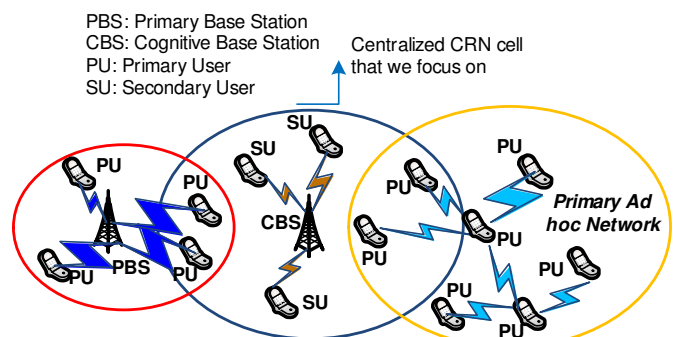 PBS: Primary Base Station
CBS: Cognitive Base Station
PU: Primary User
SU: Secondary User
Centralized CRN cell
that we focus on
SU
SU
PU
PU
PU
PU
CBS
Primary Ad
hoc Network
PU
PU
PU
PBS
PU
PU
SU
PU
PU